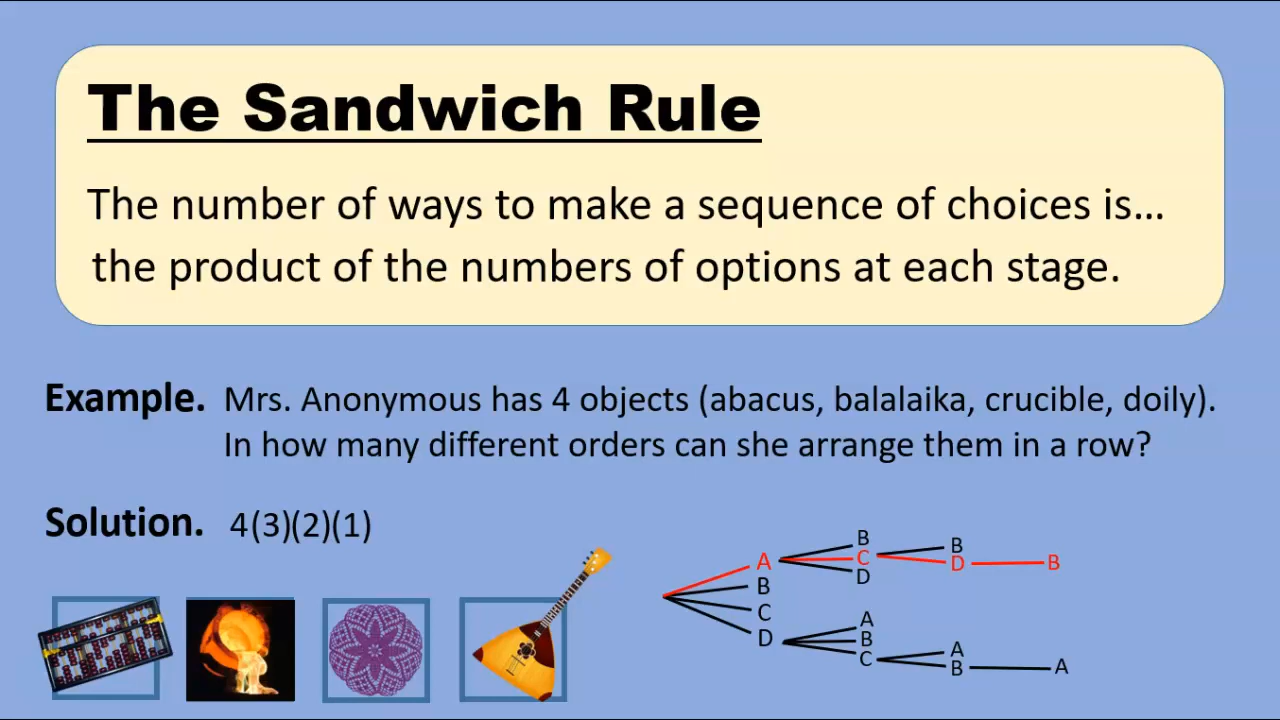 The Sandwich Rule
The number of ways to make a sequence of choices is...
the product of the numbers of options at each stage.
Example. Mrs. Anonymous has 4 objects (abacus, balalaika, crucible, doily).
In how many different orders can she arrange them in a row?
Solution. 4(3)(2)(1)
A B B
C D B
D
B
C
D A
B A
C B A